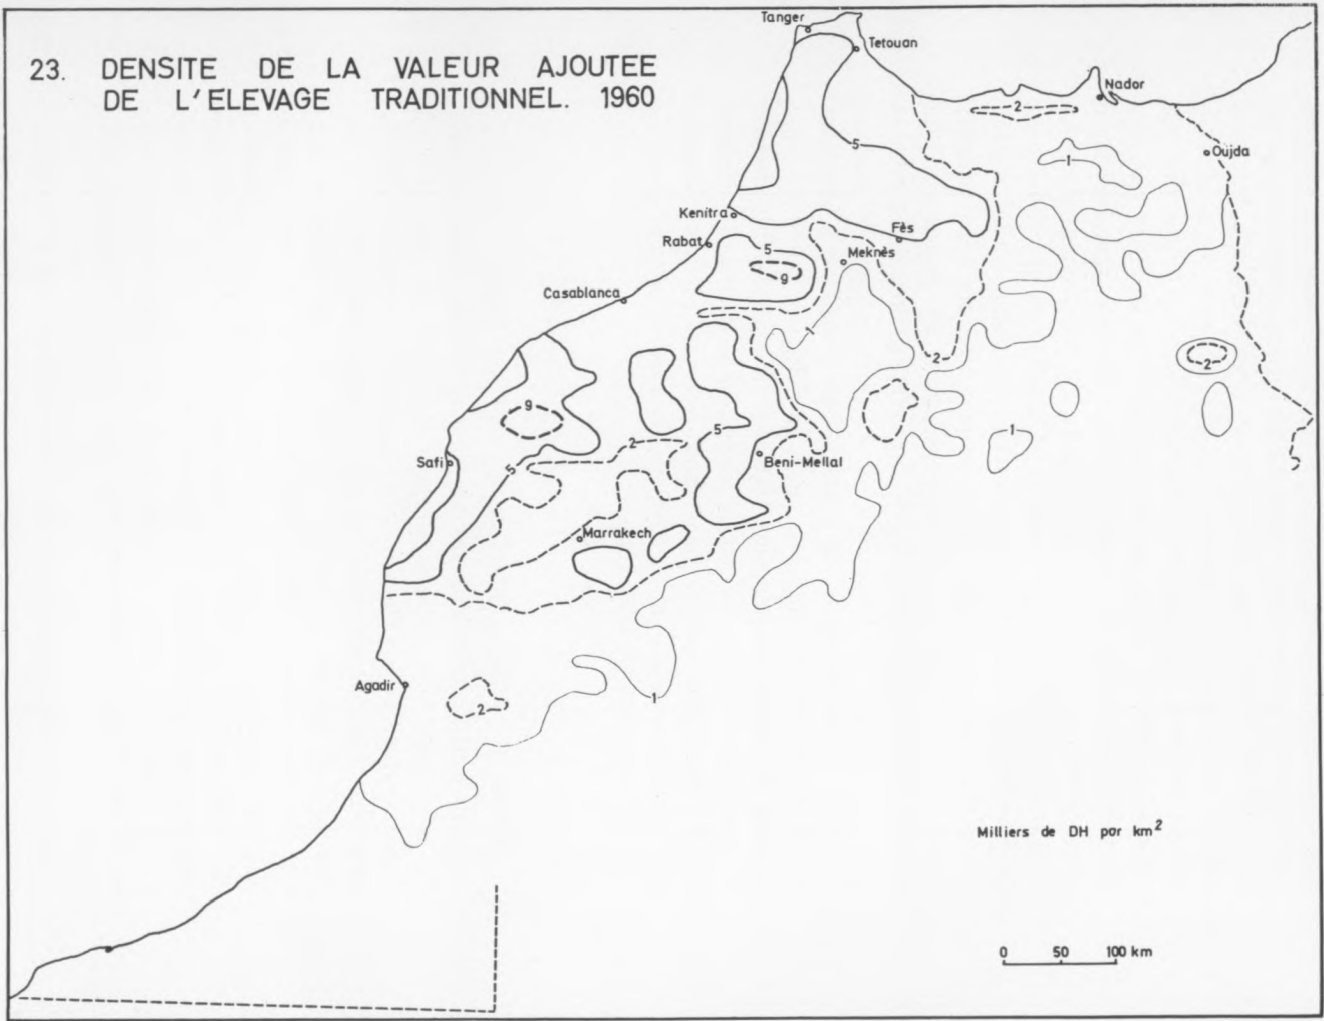 23. DENSITE DE LA VALEUR AJOUTEE
DE L'ELEVAGE TRADITIONNEL. 1960
Tanger
Tetouan
Nador
2
5
1
Oujda
Kenitra
Fès
Rabat
5
Meknès
9
Casablanca
1
2
2
9
5
1
2
Safi
5
Beni-Mellal
Marrakech
Agadir
1
2
Milliers de DH par km²
0 50 100 km